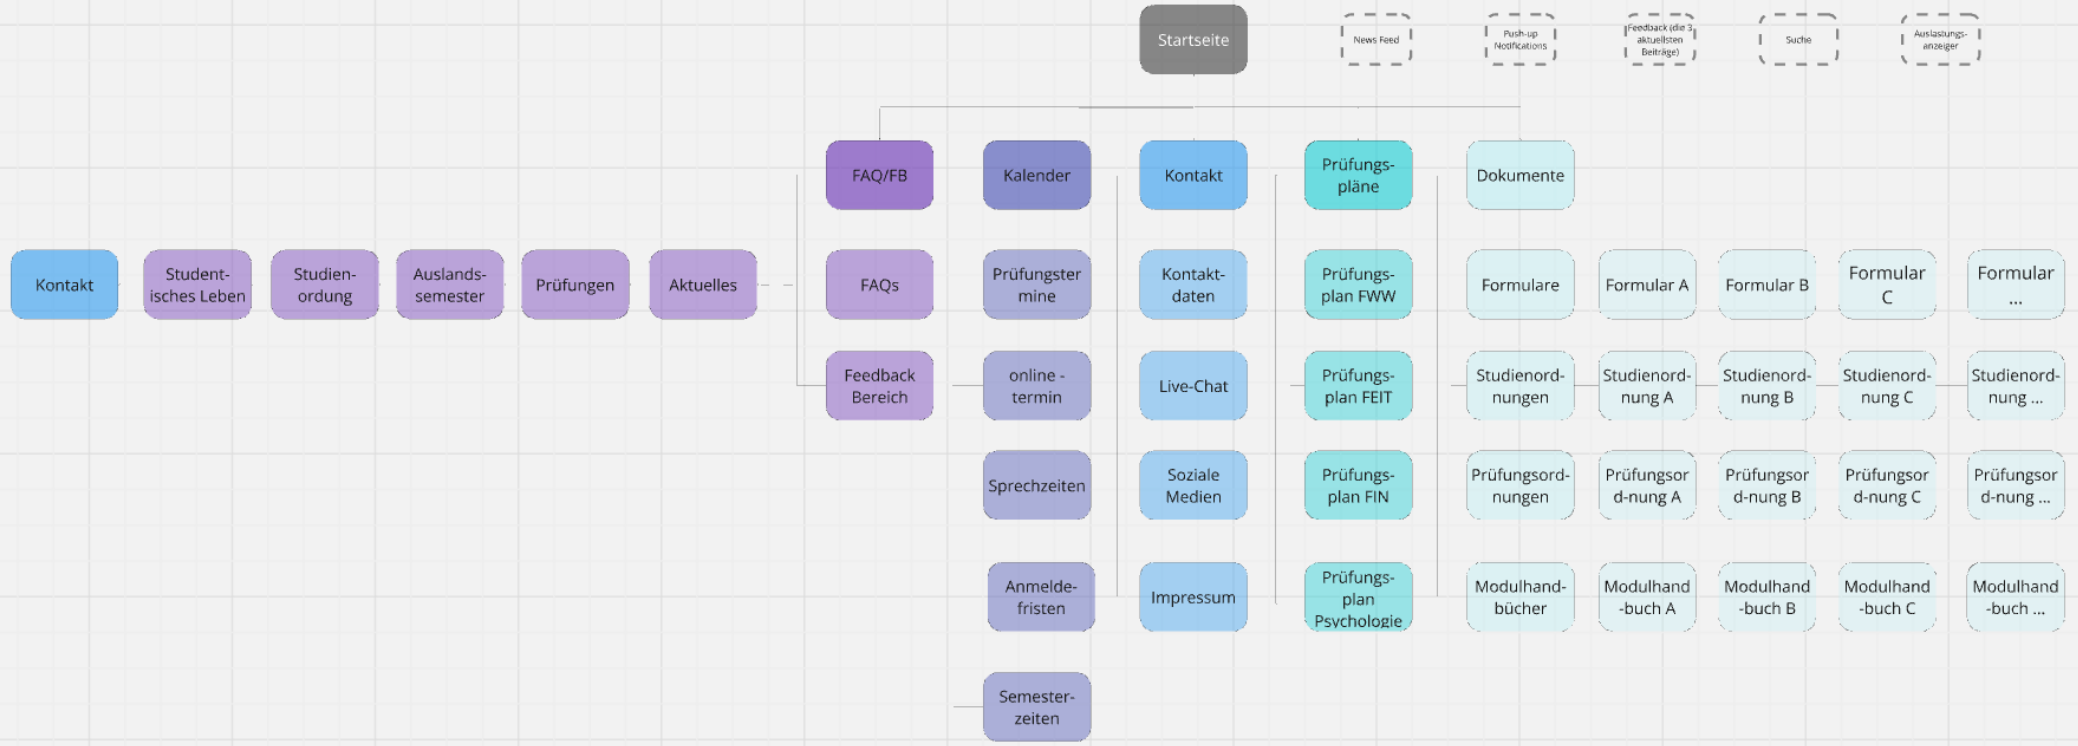 Startseite
News Feed
Push-up
Notifications
Feedback (die 3
aktuellsten
Beiträge)
Suche
Auslastungs-
anzeiger
FAQ/FB
Kalender
Kontakt
Prüfungs-
pläne
Dokumente
Kontakt
Student-
isches Leben
Studien-
ordung
Auslands-
semester
Prüfungen
Aktuelles
FAQs
Prüfungster
mine
Kontakt-
daten
Prüfungs-
plan FWW
Formulare
Formular A
Formular B
Formular
C
Formular
...
Feedback
Bereich
online -
termin
Live-Chat
Prüfungs-
plan FEIT
Studienord-
nungen
Studienord-
nung A
Studienord-
nung B
Studienord-
nung C
Studienord-
nung ...
Sprechzeiten
Soziale
Medien
Prüfungs-
plan FIN
Prüfungsord-
nungen
Prüfungsor
d-nung A
Prüfungsor
d-nung B
Prüfungsor
d-nung C
Prüfungsor
d-nung ...
Anmelde-
fristen
Impressum
Prüfungs-
plan
Psychologie
Modulhand-
bücher
Modulhand
-buch A
Modulhand
-buch B
Modulhand
-buch C
Modulhand
-buch ...
Semester-
zeiten